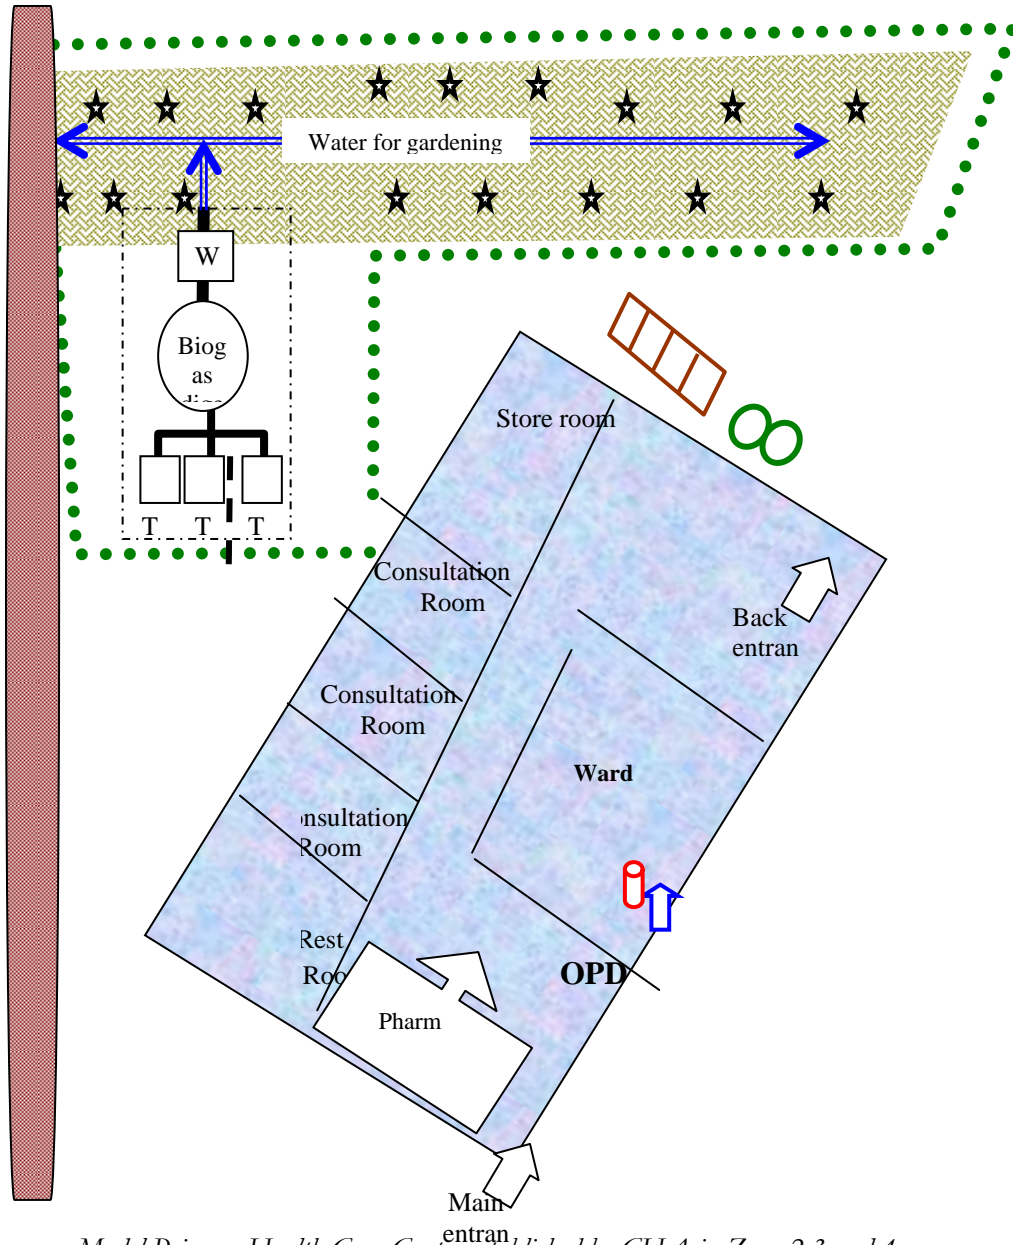 Water for gardening
W
Biog
as
T T T
Store room
Consultation
Room
Back
entran
Consultation
Room
Ward
nsultation
Room
Rest
Roo
OPD
Pharm
Main
entran